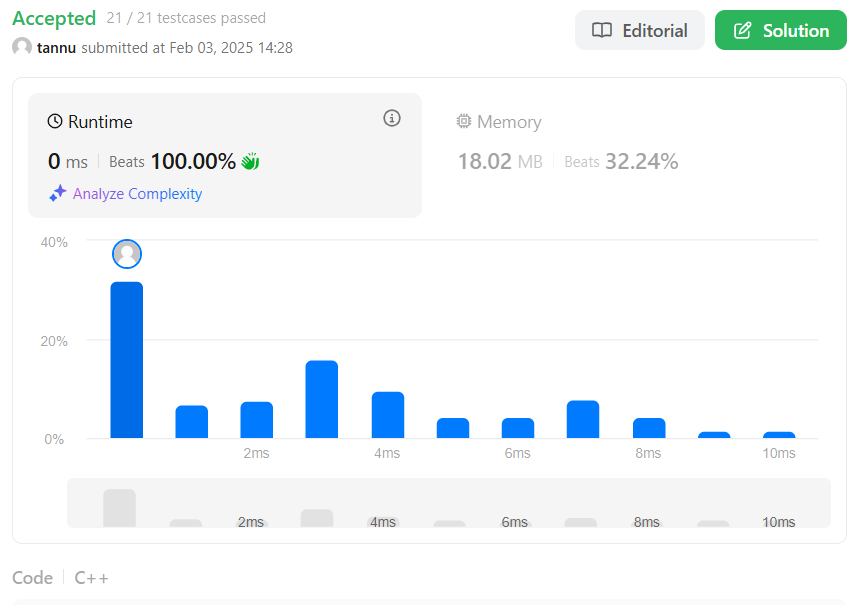 Accepted 21 / 21 testcases passed
tannu submitted at Feb 03, 2025 14:28
Editorial
Solution
Runtime
0 ms Beats 100.00%
Analyze Complexity
Memory
18.02 MB Beats 32.24%
40%
20%
0%
2ms 4ms 6ms 8ms 10ms
2ms 4ms 6ms 8ms 10ms
Code C++